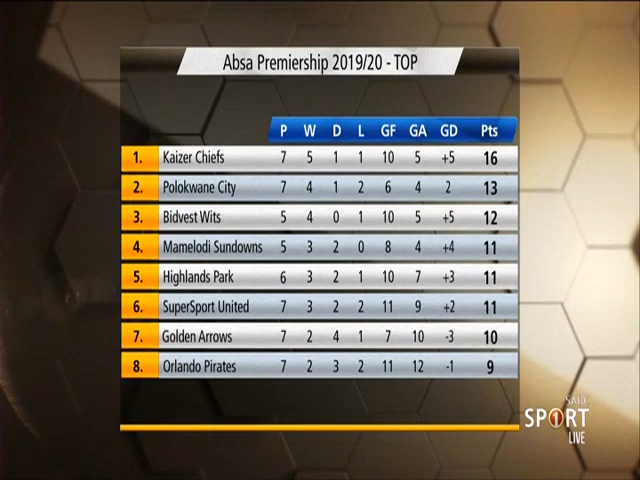 Absa Premiership 2019/20 - TOP
P W D L GF GA GD Pts
1. Kaizer Chiefs 7 5 1 1 10 5 +5 16
2. Polokwane City 7 4 1 2 6 4 2 13
3. Bidvest Wits 5 4 0 1 10 5 +5 12
4. Mamelodi Sundowns 5 3 2 0 8 4 +4 11
5. Highlands Park 6 3 2 1 10 7 +3 11
6. SuperSport United 7 3 2 2 11 9 +2 11
7. Golden Arrows 7 2 4 1 7 10 -3 10
8. Orlando Pirates 7 2 3 2 11 12 -1 9
SABC
SPORT 1
LIVE